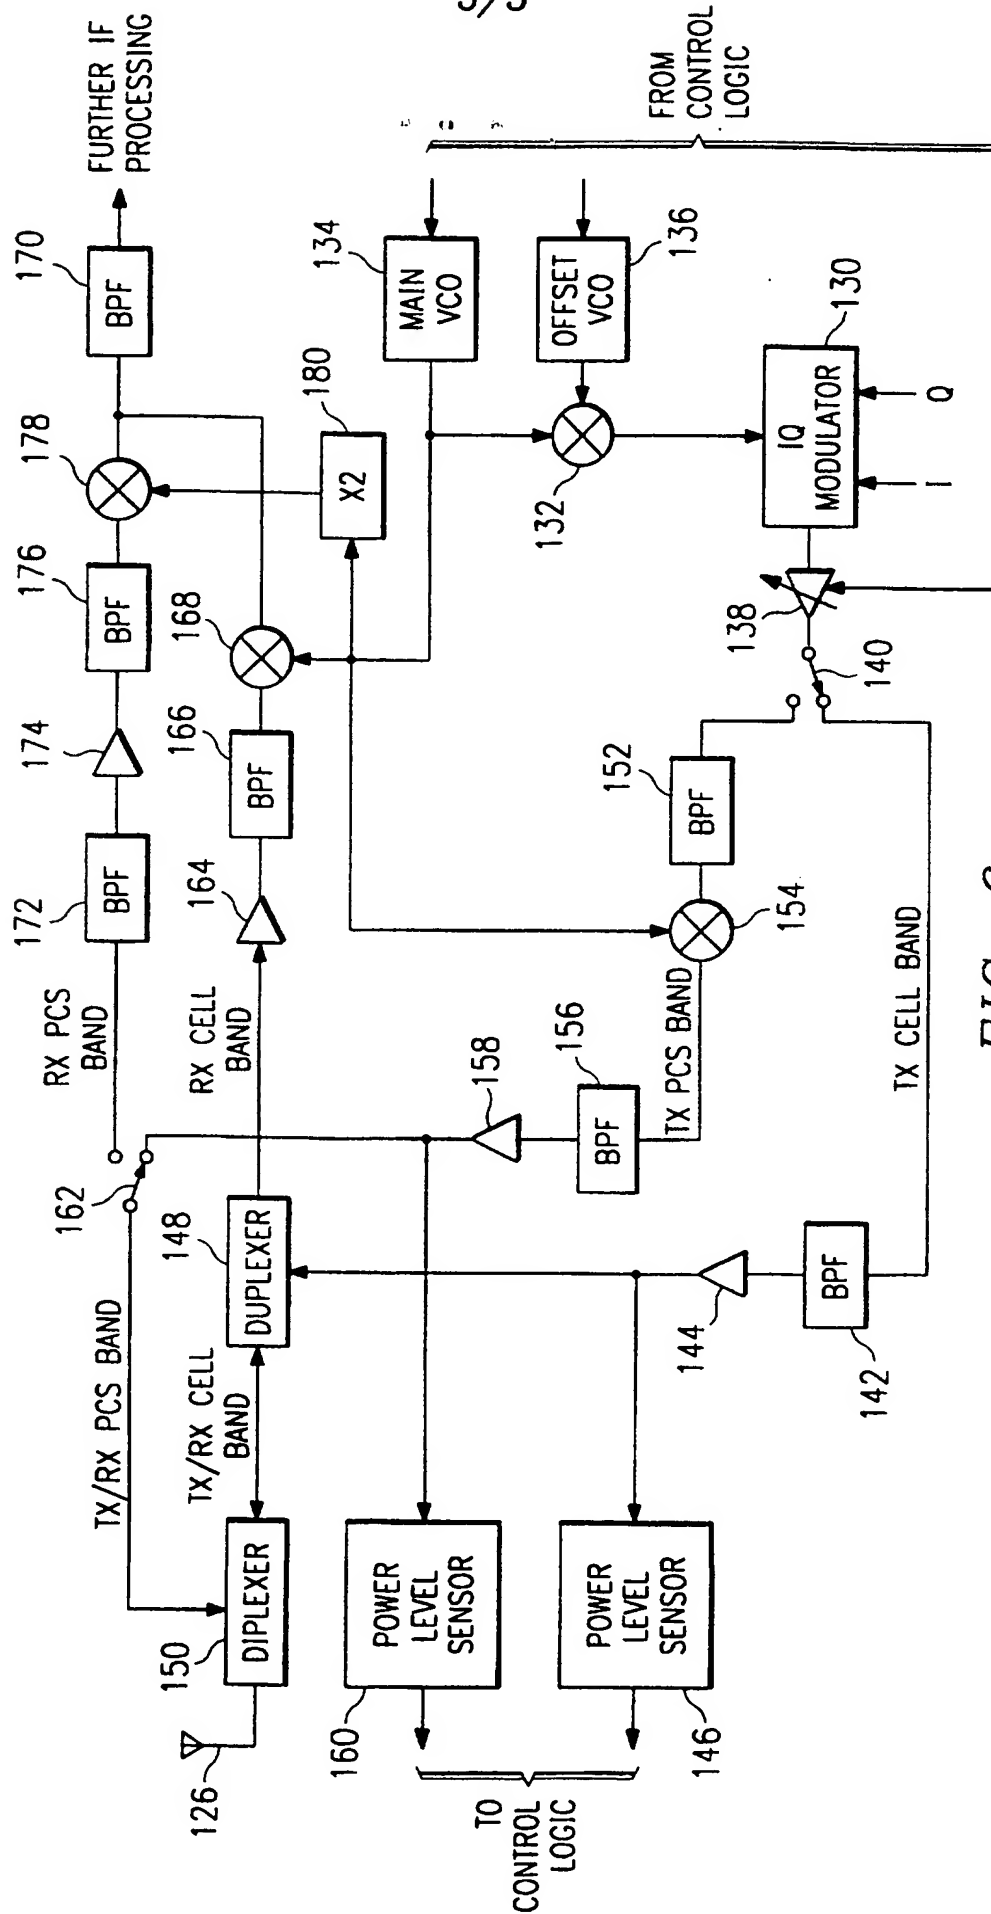 3/3
FURTHER IF
PROCESSING
170
BPF
178
176
BPF
174
172
BPF
RX PCS
BAND
162
TX/RX PCS BAND
134
MAIN
VCO
180
X2
168
166
BPF
164
RX CELL
BAND
148
DUPLEXER
TX/RX CELL
BAND
150
DIPLEXER
126
FROM
CONTROL
LOGIC
136
OFFSET
VCO
132
130
IQ
MODULATOR
I
Q
138
140
152
BPF
154
TX PCS BAND
156
BPF
158
TX CELL BAND
144
BPF
142
160
POWER
LEVEL
SENSOR
146
POWER
LEVEL
SENSOR
TO
CONTROL
LOGIC